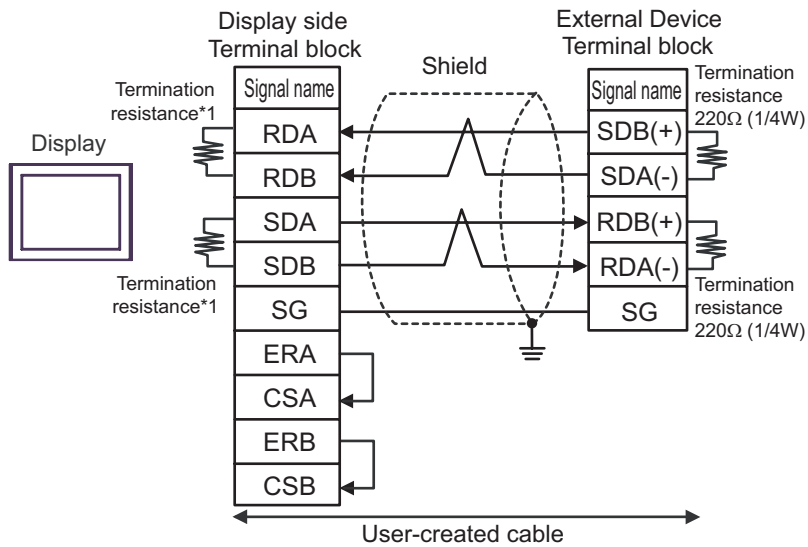 Display side
Terminal block
External Device
Terminal block
Shield
Termination
resistance*1
Display
Termination
resistance*1
Signal name
RDA
RDB
SDA
SDB
SG
ERA
CSA
ERB
CSB
Signal name
SDB(+)
SDA(-)
RDB(+)
RDA(-)
SG
Termination
resistance
220Ω (1/4W)
Termination
resistance
220Ω (1/4W)
User-created cable